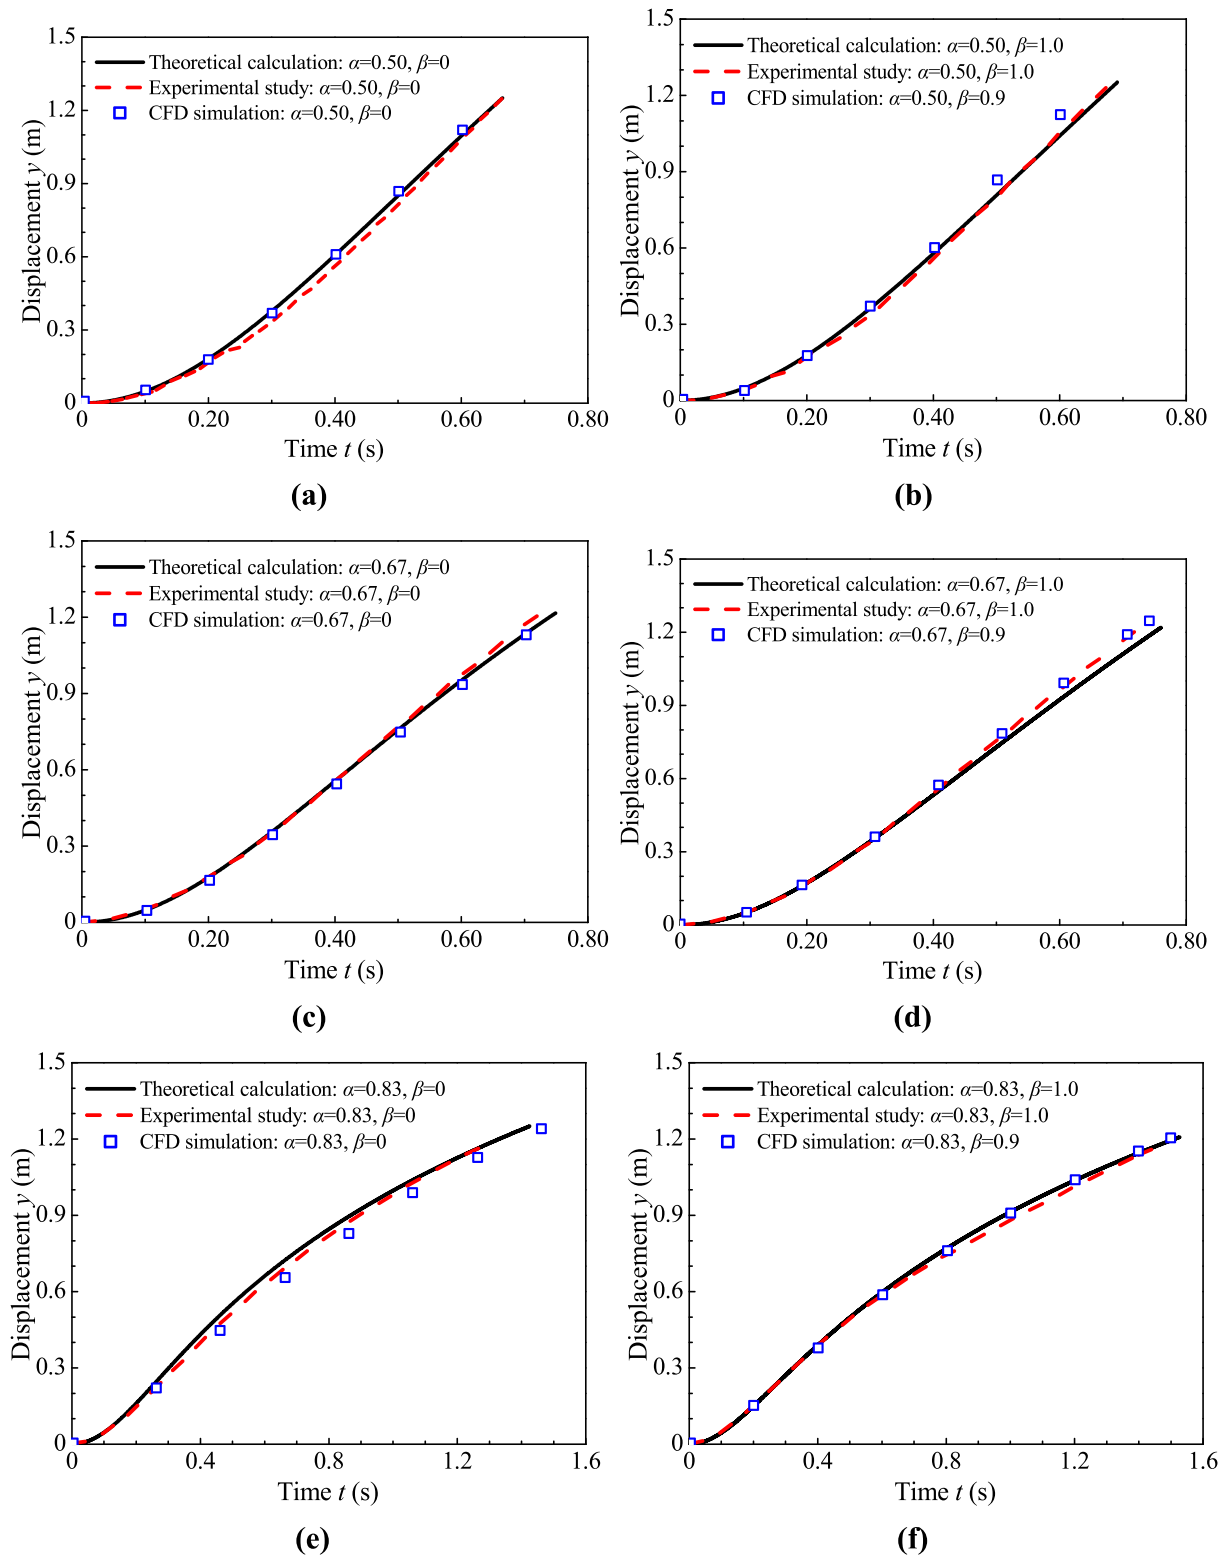 1.5
Theoretical calculation: α=0.50, β=0
Experimental study: α=0.50, β=0
CFD simulation: α=0.50, β=0
1.2
0.9
0.6
0.3
0
Displacement y (m)
0 0.20 0.40 0.60 0.80
Time t (s)
(a)
1.5
Theoretical calculation: α=0.50, β=1.0
Experimental study: α=0.50, β=1.0
CFD simulation: α=0.50, β=0.9
1.2
0.9
0.6
0.3
0
Displacement y (m)
0 0.20 0.40 0.60 0.80
Time t (s)
(b)
1.5
Theoretical calculation: α=0.67, β=0
Experimental study: α=0.67, β=0
CFD simulation: α=0.67, β=0
1.2
0.9
0.6
0.3
0
Displacement y (m)
0 0.20 0.40 0.60 0.80
Time t (s)
(c)
1.5
Theoretical calculation: α=0.67, β=1.0
Experimental study: α=0.67, β=1.0
CFD simulation: α=0.67, β=0.9
1.2
0.9
0.6
0.3
0
Displacement y (m)
0 0.20 0.40 0.60 0.80
Time t (s)
(d)
1.5
Theoretical calculation: α=0.83, β=0
Experimental study: α=0.83, β=0
CFD simulation: α=0.83, β=0
1.2
0.9
0.6
0.3
0
Displacement y (m)
0 0.4 0.8 1.2 1.6
Time t (s)
(e)
1.5
Theoretical calculation: α=0.83, β=1.0
Experimental study: α=0.83, β=1.0
CFD simulation: α=0.83, β=0.9
1.2
0.9
0.6
0.3
0
Displacement y (m)
0 0.4 0.8 1.2 1.6
Time t (s)
(f)